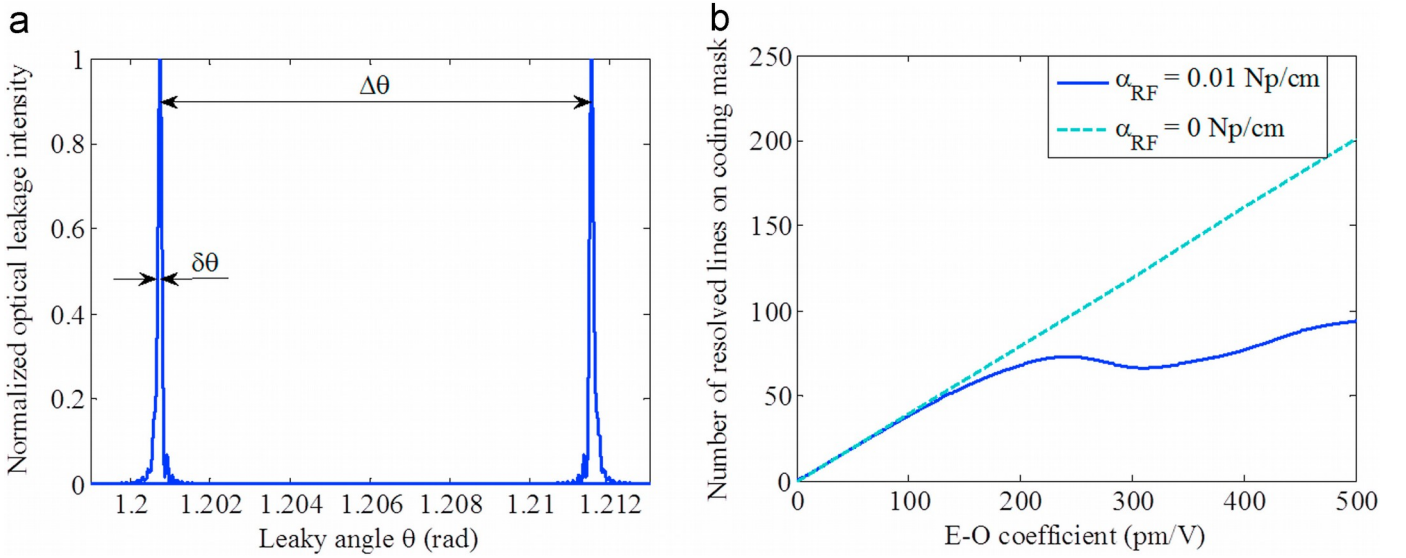 a
Normalized optical leakage intensity
1
0.8
0.6
0.4
0.2
0
Δθ
δθ
1.2 1.202 1.204 1.206 1.208 1.21 1.212
Leaky angle θ (rad)
b
Number of resolved lines on coding mask
250
200
150
100
50
0
α_RF = 0.01 Np/cm
α_RF = 0 Np/cm
0 100 200 300 400 500
E-O coefficient (pm/V)